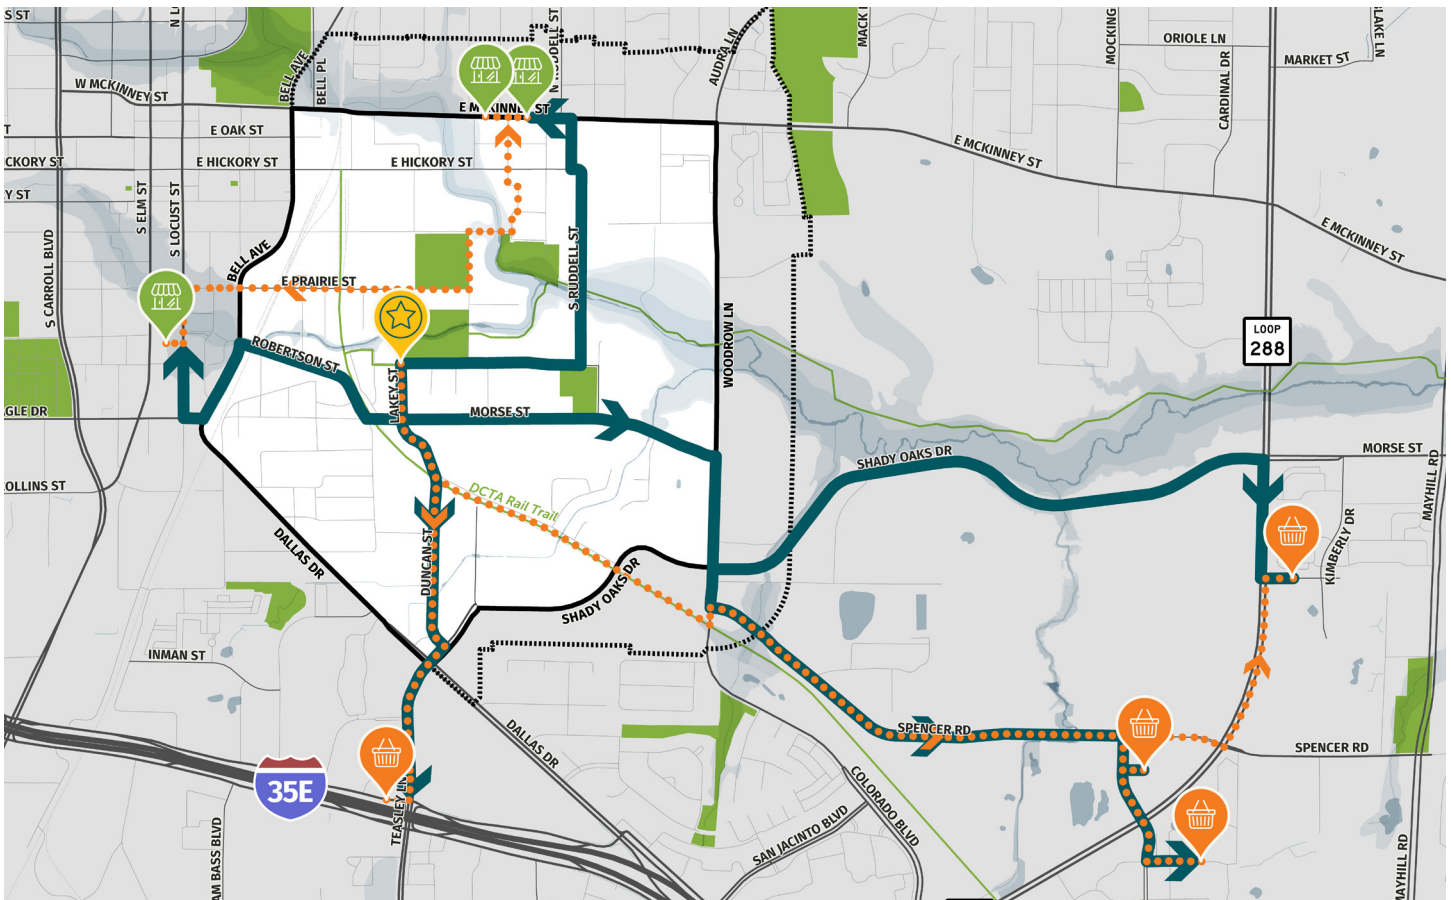 S ST
N RUDDELL ST
MACK
MOCKING
BLAKE LN
ORIOLE LN
MARKET ST
AUDRA LN
BELL AVE
BELL PL
CARDINAL DR
W MCKINNEY ST
E MCKINNEY ST
E OAK ST
E MCKINNEY ST
CKORY ST
E HICKORY ST
E HICKORY ST
Y ST
S ELM ST
S LOCUST ST
E MCKINNEY ST
S CARROLL BLVD
BELL AVE
S RUDDELL ST
E PRAIRIE ST
LOOP
288
ROBERTSON ST
WOODROW LN
LAKEY ST
GLE DR
MORSE ST
SHADY OAKS DR
MORSE ST
MAYHILL RD
OLLINS ST
DCTA Rail Trail
DUNCAN ST
DALLAS DR
KIMBERLY DR
SHADY OAKS DR
INMAN ST
SPENCER RD
SPENCER RD
DALLAS DR
35E
TEASLEY LN
COLORADO BLVD
SAN JACINTO BLVD
AM BASS BLVD
MAYHILL RD